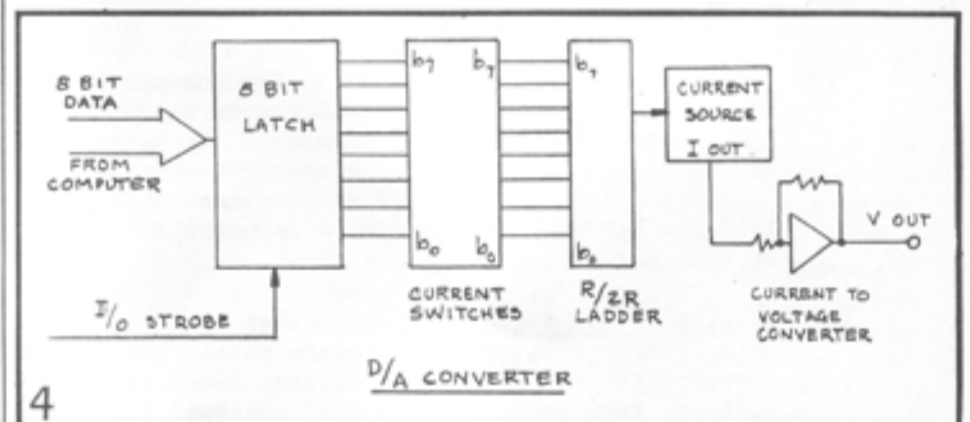 8 BIT
DATA
FROM
COMPUTER
8 BIT
LATCH
I/O STROBE
b7
b0
b7
b0
CURRENT
SWITCHES
b7
b0
R/2R
LADDER
CURRENT
SOURCE
I OUT
V OUT
CURRENT TO
VOLTAGE
CONVERTER
D/A CONVERTER
4